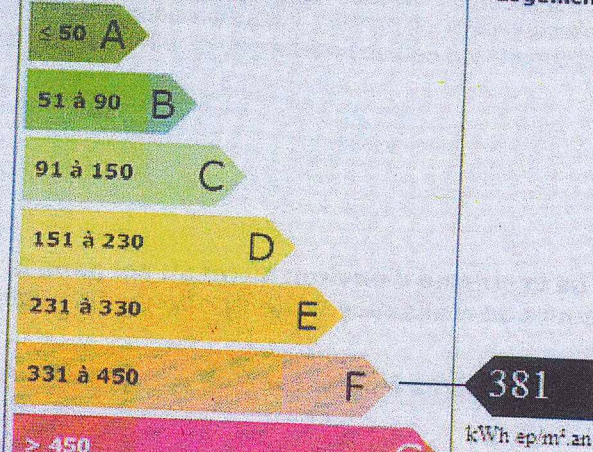 ≤ 50 A
51 à 90 B
91 à 150 C
151 à 230 D
231 à 330 E
331 à 450 F
381
kWh ep/m².an
> 450